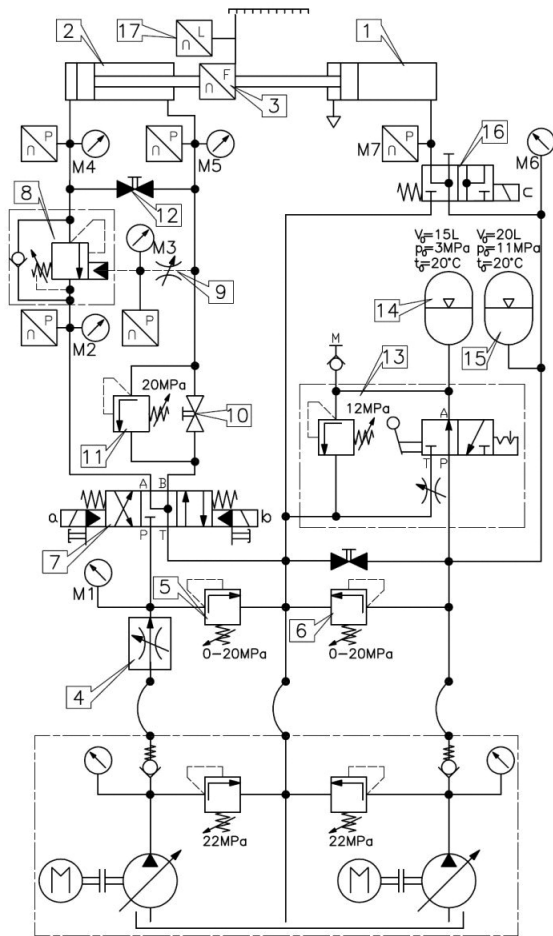 2
17
∩ L
∩ F
3
1
∩ P
M4
∩ P
M5
∩ P
M7
16
M6
⊂
8
12
M3
9
∩ P
M2
∩ P
V₀=15L
p₀=3MPa
t₀=20°C
V₀=20L
p₀=11MPa
t₀=20°C
14
15
M
13
20MPa
10
11
12MPa
A
T P
A B
a
b
P T
7
M1
5
6
0-20MPa
0-20MPa
4
22MPa
22MPa
M
M